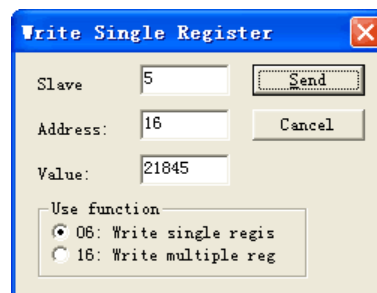 Write Single Register
Slave 5 Send
Address: 16 Cancel
Value: 21845
Use function
06: Write single regis
16: Write multiple reg